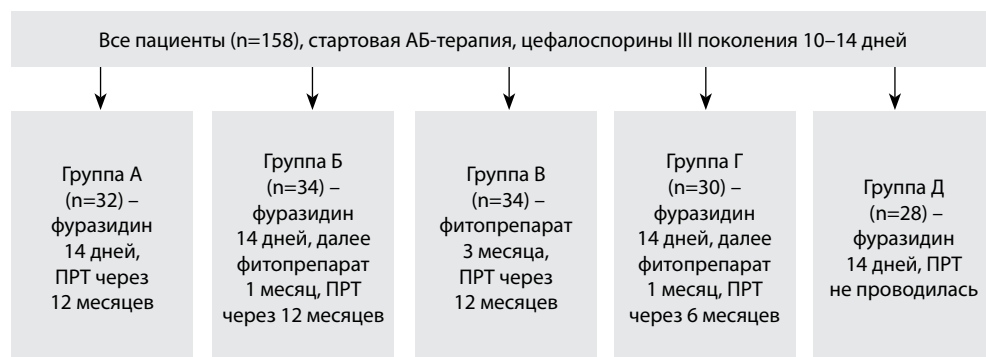 Все пациенты (n=158), стартовая АБ-терапия, цефалоспорины III поколения 10–14 дней
Группа А
(n=32) –
фуразидин
14 дней,
ПРТ через
12 месяцев
Группа Б
(n=34) –
фуразидин
14 дней, далее
фитопрепарат
1 месяц, ПРТ
через 12 месяцев
Группа В
(n=34) –
фитопрепарат
3 месяца,
ПРТ через
12 месяцев
Группа Г
(n=30) –
фуразидин
14 дней, далее
фитопрепарат
1 месяц, ПРТ
через 6 месяцев
Группа Д
(n=28) –
фуразидин
14 дней, ПРТ
не проводилась